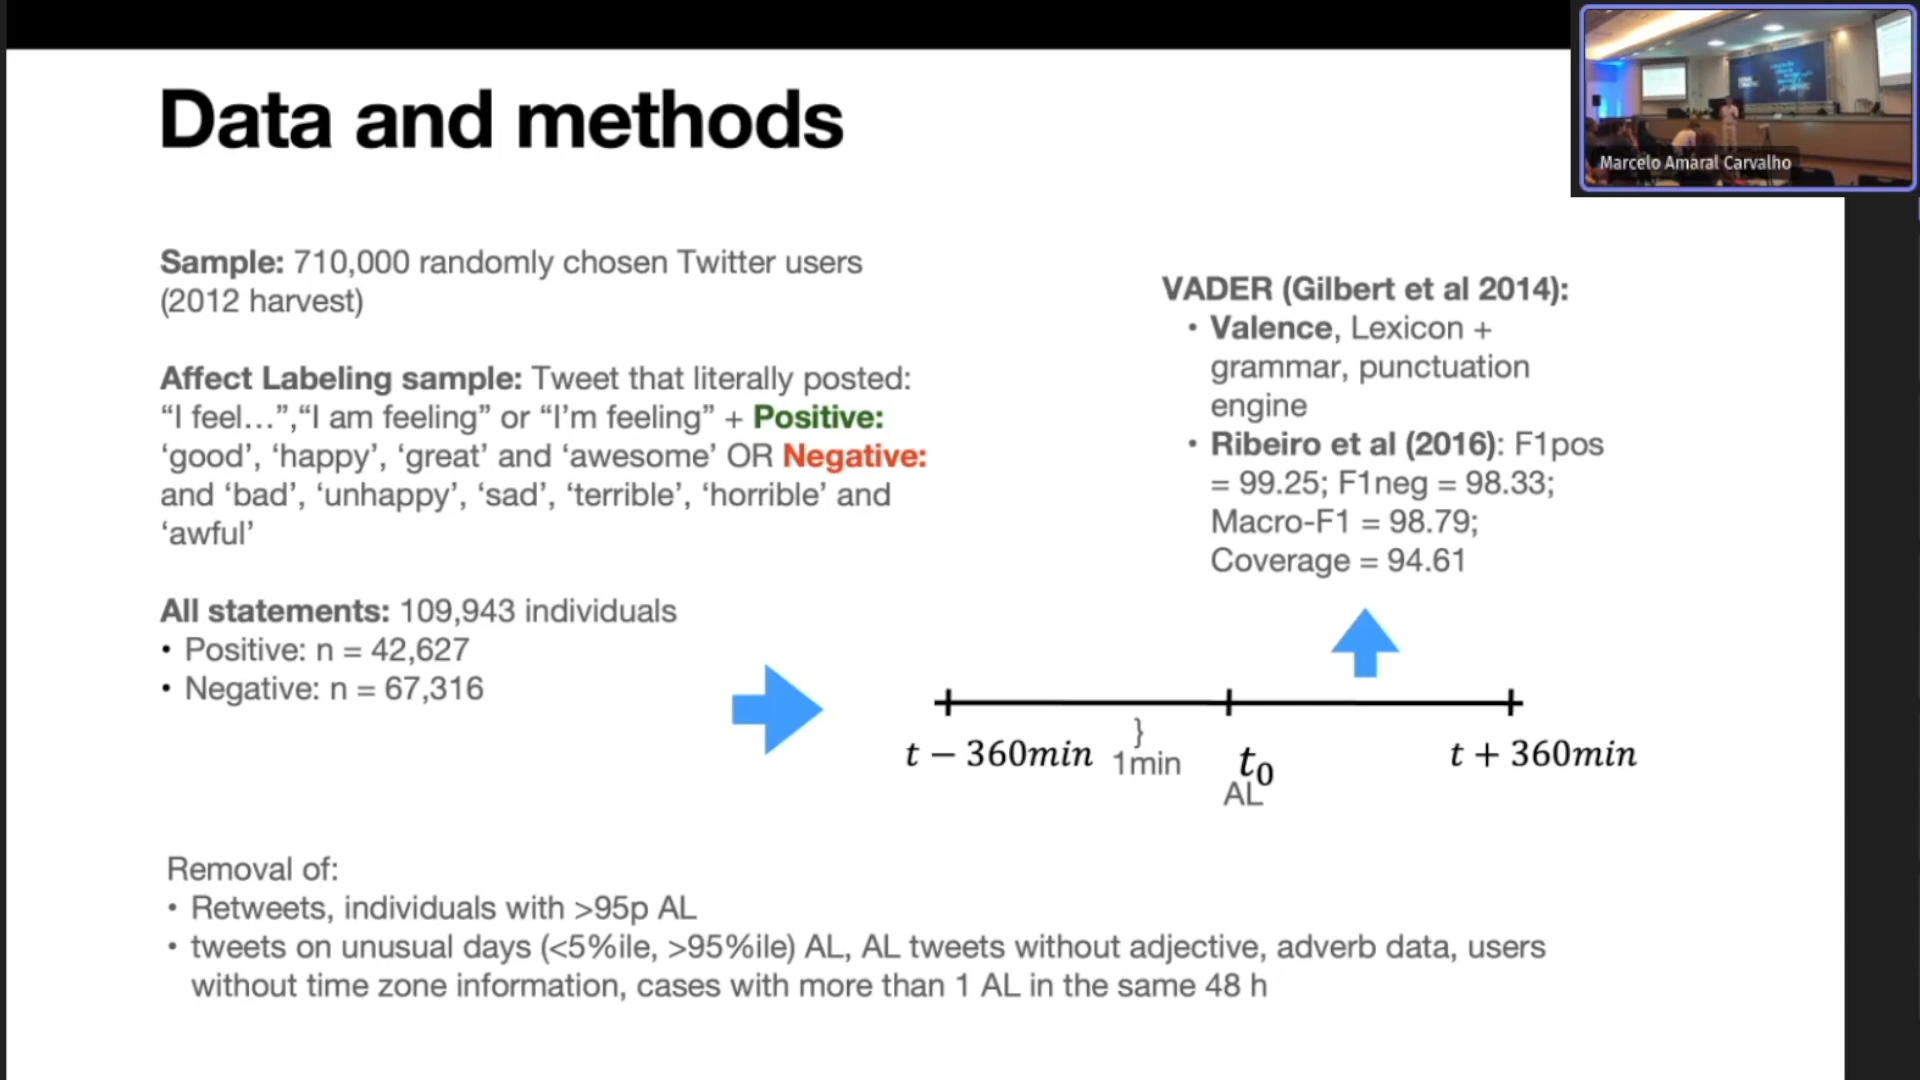 Data and methods
Marcelo Amaral Carvalho
Sample: 710,000 randomly chosen Twitter users
(2012 harvest)
Affect Labeling sample: Tweet that literally posted:
“I feel…”,“I am feeling” or “I’m feeling” + Positive:
‘good’, ‘happy’, ‘great’ and ‘awesome’ OR Negative:
and ‘bad’, ‘unhappy’, ‘sad’, ‘terrible’, ‘horrible’ and
‘awful’
All statements: 109,943 individuals
• Positive: n = 42,627
• Negative: n = 67,316
VADER (Gilbert et al 2014):
• Valence, Lexicon +
grammar, punctuation
engine
• Ribeiro et al (2016): F1pos
= 99.25; F1neg = 98.33;
Macro-F1 = 98.79;
Coverage = 94.61
t − 360min
}
1min
t₀
AL
t + 360min
Removal of:
• Retweets, individuals with >95p AL
• tweets on unusual days (<5%ile, >95%ile) AL, AL tweets without adjective, adverb data, users
without time zone information, cases with more than 1 AL in the same 48 h